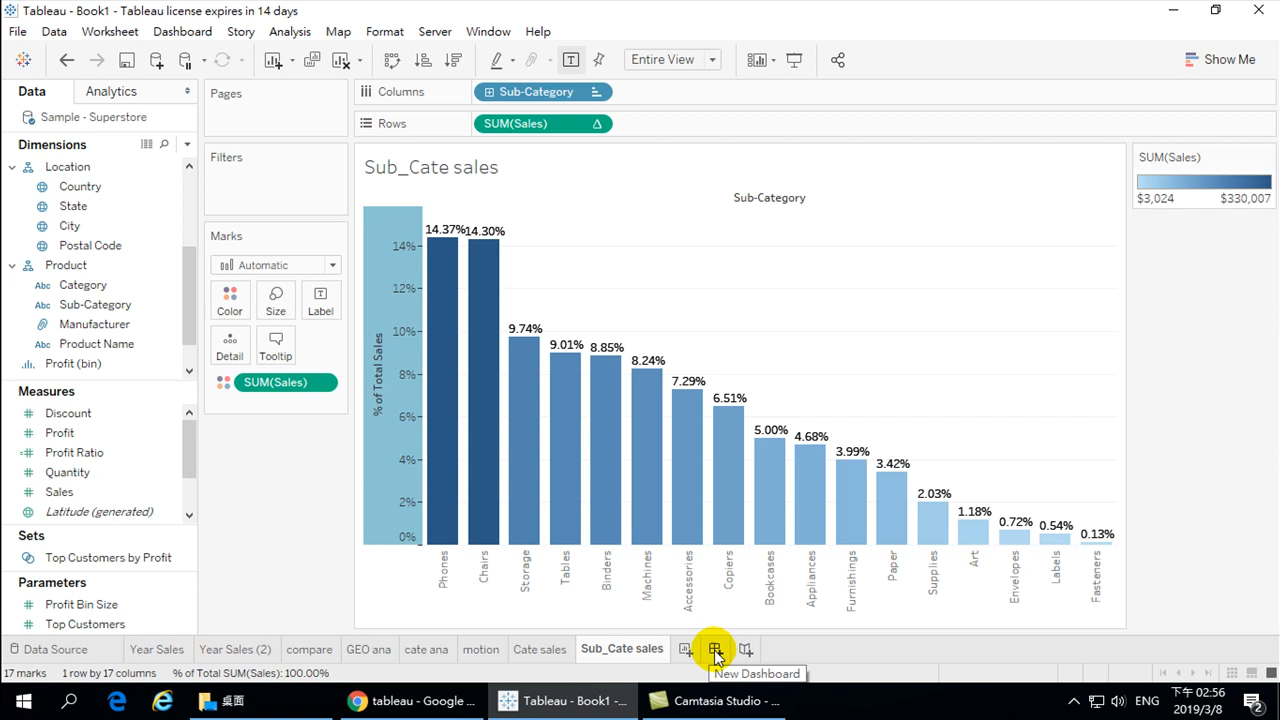 Tableau - Book1 - Tableau license expires in 14 days
File Data Worksheet Dashboard Story Analysis Map Format Server Window Help
Entire View
Show Me
Data Analytics
Sample - Superstore
Dimensions
Location
Country
State
City
Postal Code
Product
Category
Abc Sub-Category
Manufacturer
Abc Product Name
Profit (bin)
Measures
Discount
Profit
Profit Ratio
Quantity
Sales
Latitude (generated)
Sets
Top Customers by Profit
Parameters
Profit Bin Size
Top Customers
Pages
Filters
Marks
Automatic
Color Size Label
Detail Tooltip
SUM(Sales)
Columns Sub-Category
Rows SUM(Sales)
Sub_Cate sales
Sub-Category
% of Total Sales
14%
12%
10%
8%
6%
4%
2%
0%
14.37% 14.30% 9.74% 9.01% 8.85% 8.24% 7.29% 6.51% 5.00% 4.68% 3.99% 3.42% 2.03% 1.18% 0.72% 0.54% 0.13%
Phones Chairs Storage Tables Binders Machines Accessories Copiers Bookcases Appliances Furnishings Paper Supplies Art Envelopes Labels Fasteners
SUM(Sales)
$3,024 $330,007
Data Source Year Sales Year Sales (2) compare GEO ana cate ana motion Cate sales Sub_Cate sales
17 marks 1 row by 17 columns % of Total SUM(Sales): 100.00%
New Dashboard
桌面 tableau - Google ... Tableau - Book1 -... Camtasia Studio - ... ENG 下午 02:56
2019/3/8 2